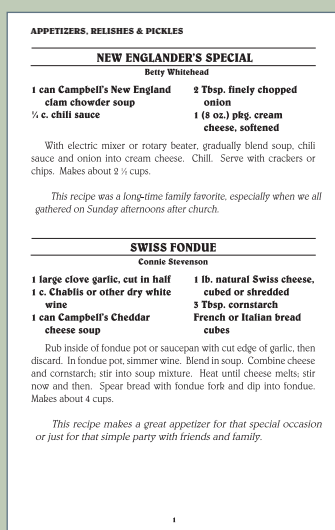 APPETIZERS, RELISHES & PICKLES
NEW ENGLANDER'S SPECIAL
Betty Whitehead
1 can Campbell's New England
clam chowder soup
¼ c. chili sauce
2 Tbsp. finely chopped
onion
1 (8 oz.) pkg. cream
cheese, softened
With electric mixer or rotary beater, gradually blend soup, chili
sauce and onion into cream cheese. Chill. Serve with crackers or
chips. Makes about 2 ½ cups.
This recipe was a long-time family favorite, especially when we all
gathered on Sunday afternoons after church.
SWISS FONDUE
Connie Stevenson
1 large clove garlic, cut in half
1 c. Chablis or other dry white
wine
1 can Campbell's Cheddar
cheese soup
1 lb. natural Swiss cheese,
cubed or shredded
3 Tbsp. cornstarch
French or Italian bread
cubes
Rub inside of fondue pot or saucepan with cut edge of garlic, then
discard. In fondue pot, simmer wine. Blend in soup. Combine cheese
and cornstarch; stir into soup mixture. Heat until cheese melts; stir
now and then. Spear bread with fondue fork and dip into fondue.
Makes about 4 cups.
This recipe makes a great appetizer for that special occasion
or just for that simple party with friends and family.
1